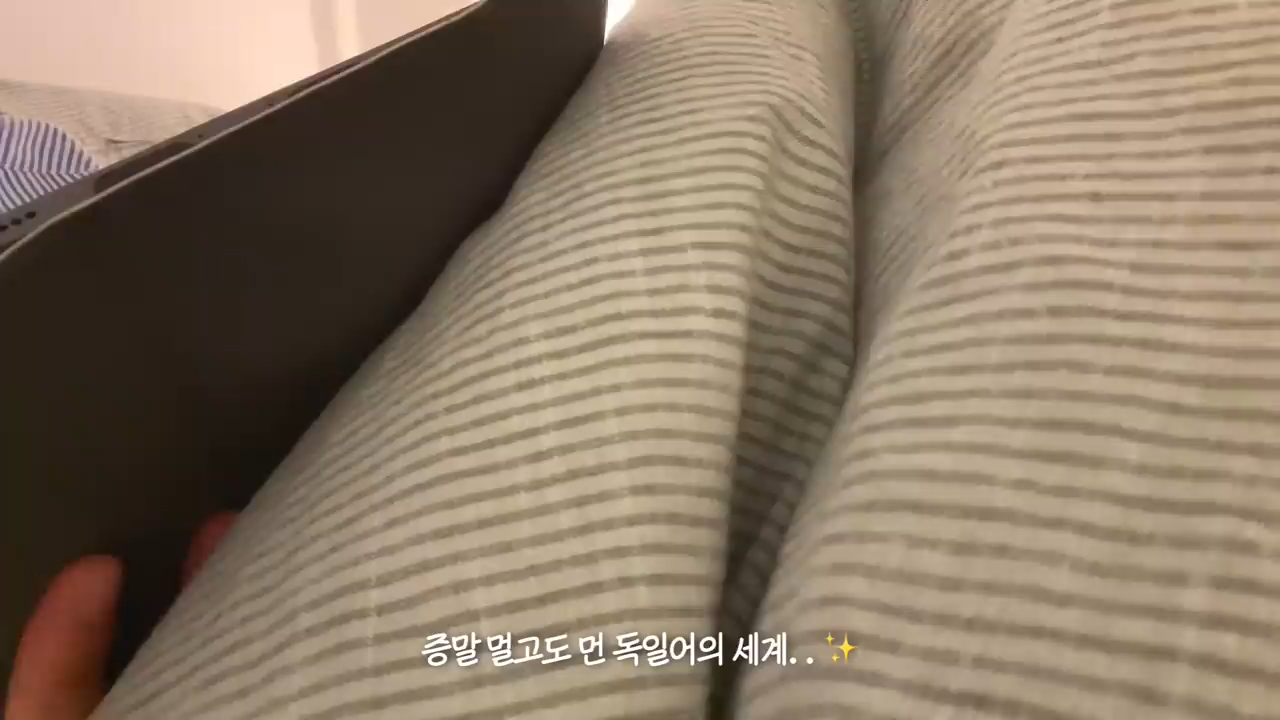 증말 멀고도 먼 독일어의 세계. . ✨